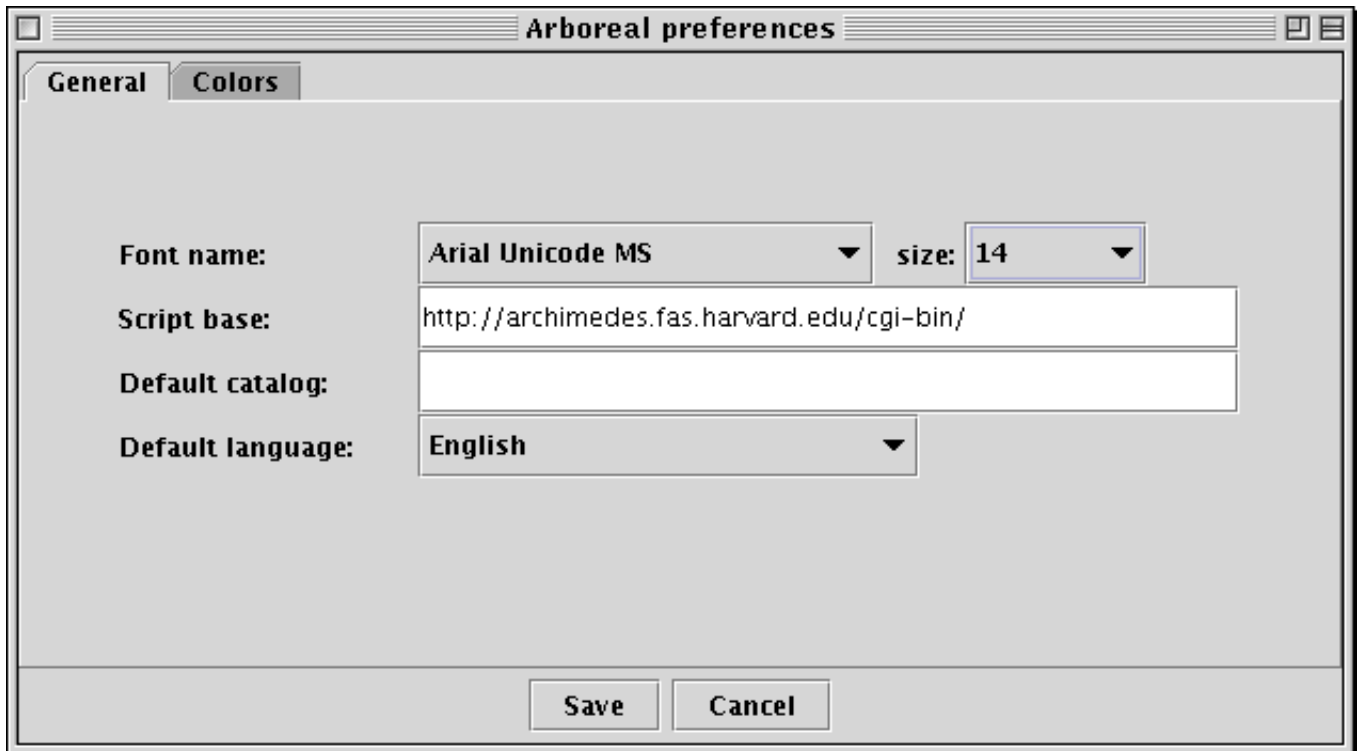 Arboreal preferences
General Colors
Font name: Arial Unicode MS size: 14
Script base: http://archimedes.fas.harvard.edu/cgi-bin/
Default catalog:
Default language: English
Save Cancel